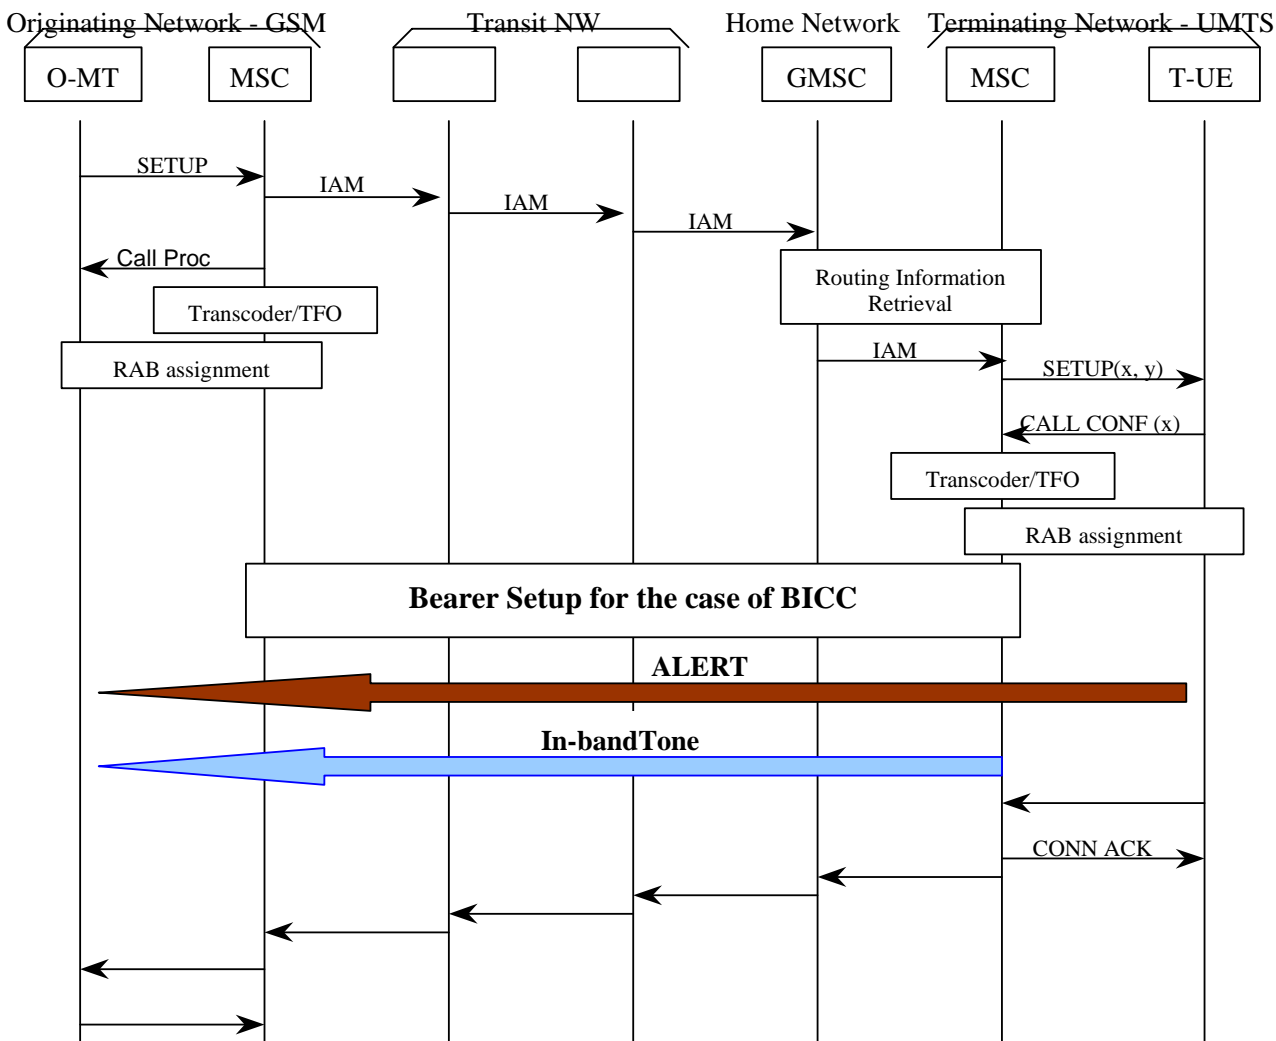 Originating Network - GSM
Transit NW
Home Network
Terminating Network - UMTS
O-MT
MSC
GMSC
MSC
T-UE
SETUP
IAM
IAM
IAM
Call Proc
Routing Information
Retrieval
Transcoder/TFO
RAB assignment
IAM
SETUP(x, y)
CALL CONF (x)
Transcoder/TFO
RAB assignment
Bearer Setup for the case of BICC
ALERT
In-bandTone
CONN ACK